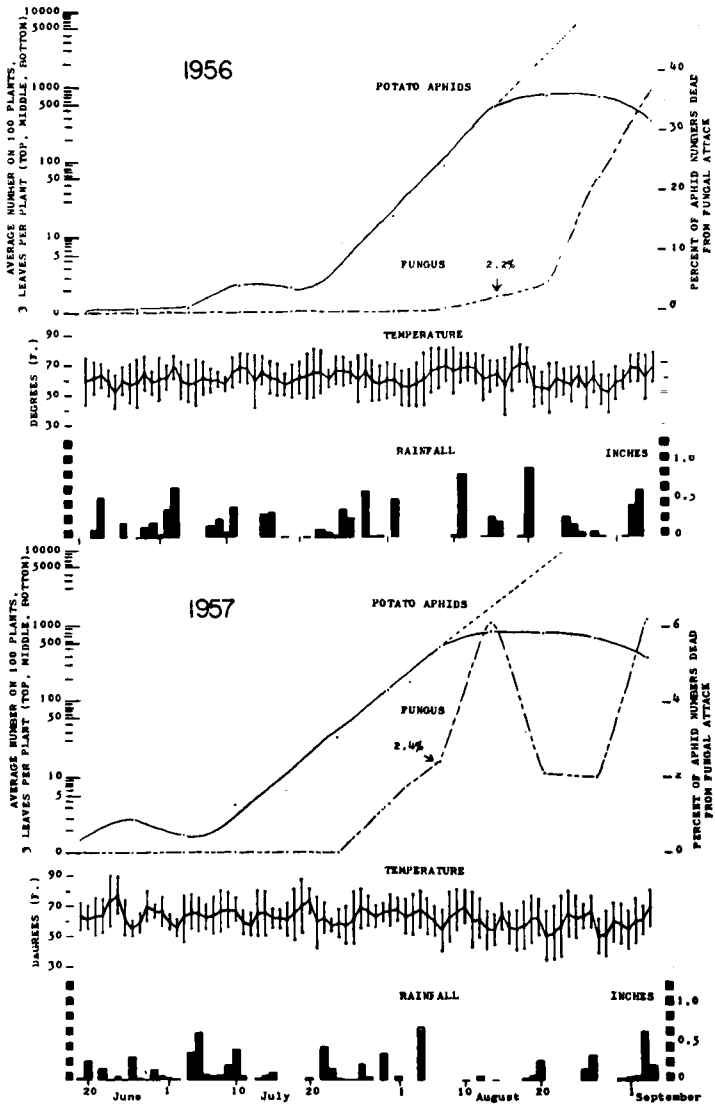 AVERAGE NUMBER ON 100 PLANTS,
3 LEAVES PER PLANT (TOP, MIDDLE, BOTTOM)
10000
5000
1000
500
100
50
10
5
0
1956
POTATO APHIDS
FUNGUS
2.2%
40
30
20
10
0
PERCENT OF APHID NUMBERS DEAD
FROM FUNGAL ATTACK
TEMPERATURE
DEGREES (F.)
90
70
50
30
RAINFALL
INCHES
1.0
0.5
0
AVERAGE NUMBER ON 100 PLANTS,
3 LEAVES PER PLANT (TOP, MIDDLE, BOTTOM)
10000
5000
1000
500
100
50
10
5
0
1957
POTATO APHIDS
FUNGUS
2.4%
6
4
2
0
PERCENT OF APHID NUMBERS DEAD
FROM FUNGAL ATTACK
TEMPERATURE
DEGREES (F.)
90
70
50
30
RAINFALL
INCHES
1.0
0.5
0
20 June 1 10 July 20 1 10 August 20 1 September